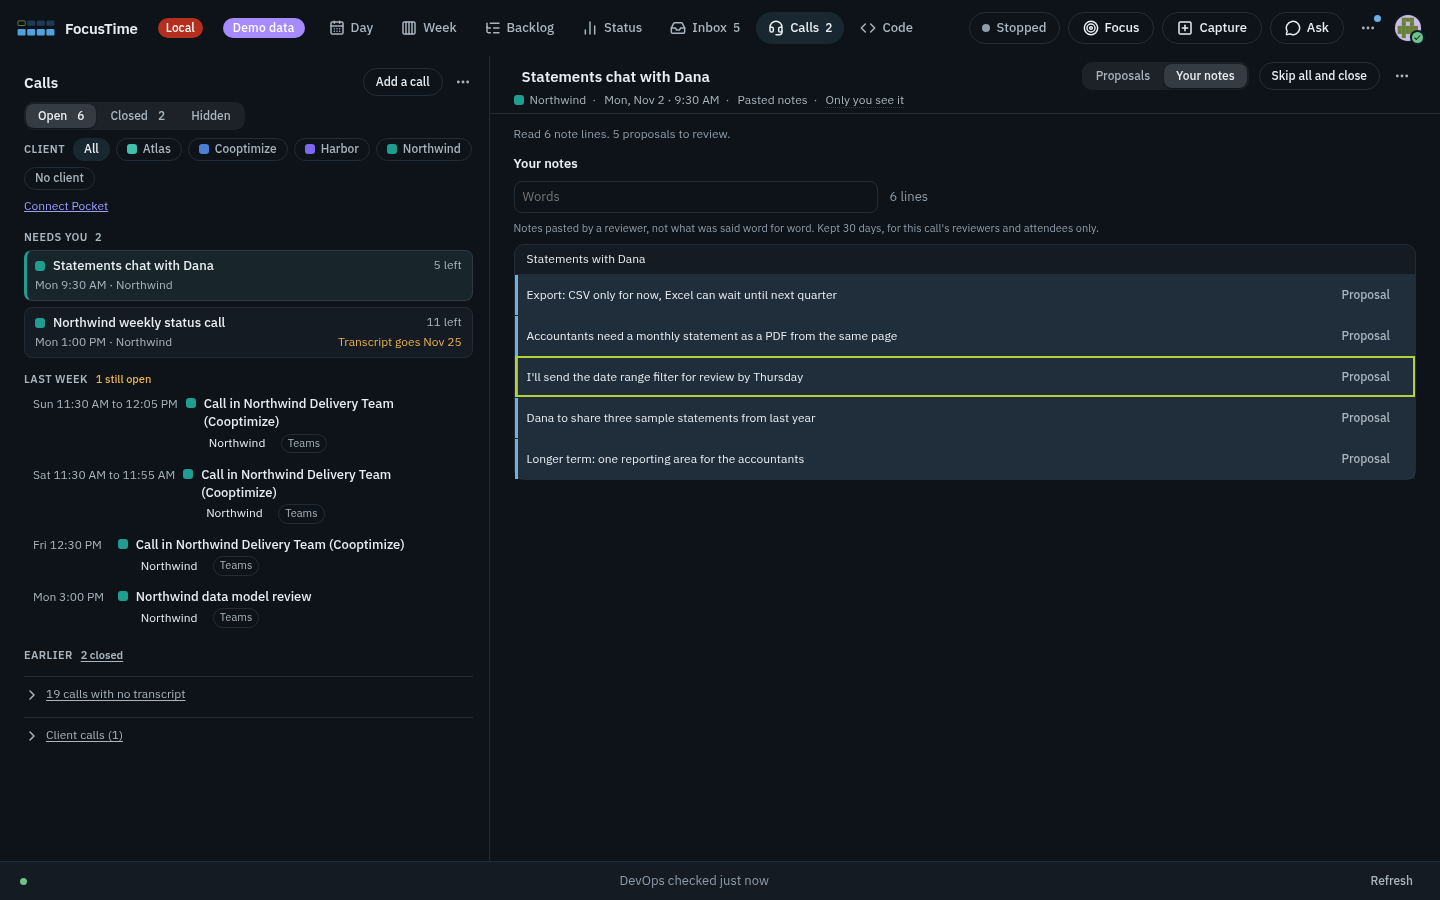 FocusTime
Local
Demo data
Day
Week
Backlog
Status
Inbox 5
Calls 2
Code
Stopped
Focus
Capture
Ask
Calls
Add a call
Open 6
Closed 2
Hidden
CLIENT
All
Atlas
Cooptimize
Harbor
Northwind
No client
Connect Pocket
NEEDS YOU 2
Statements chat with Dana
5 left
Mon 9:30 AM · Northwind
Northwind weekly status call
11 left
Mon 1:00 PM · Northwind
Transcript goes Nov 25
LAST WEEK 1 still open
Sun 11:30 AM to 12:05 PM
Call in Northwind Delivery Team
(Cooptimize)
Northwind
Teams
Sat 11:30 AM to 11:55 AM
Call in Northwind Delivery Team
(Cooptimize)
Northwind
Teams
Fri 12:30 PM
Call in Northwind Delivery Team (Cooptimize)
Northwind
Teams
Mon 3:00 PM
Northwind data model review
Northwind
Teams
EARLIER 2 closed
19 calls with no transcript
Client calls (1)
Statements chat with Dana
Proposals
Your notes
Skip all and close
Northwind · Mon, Nov 2 · 9:30 AM · Pasted notes · Only you see it
Read 6 note lines. 5 proposals to review.
Your notes
Words
6 lines
Notes pasted by a reviewer, not what was said word for word. Kept 30 days, for this call's reviewers and attendees only.
Statements with Dana
Export: CSV only for now, Excel can wait until next quarter
Proposal
Accountants need a monthly statement as a PDF from the same page
Proposal
I'll send the date range filter for review by Thursday
Proposal
Dana to share three sample statements from last year
Proposal
Longer term: one reporting area for the accountants
Proposal
DevOps checked just now
Refresh